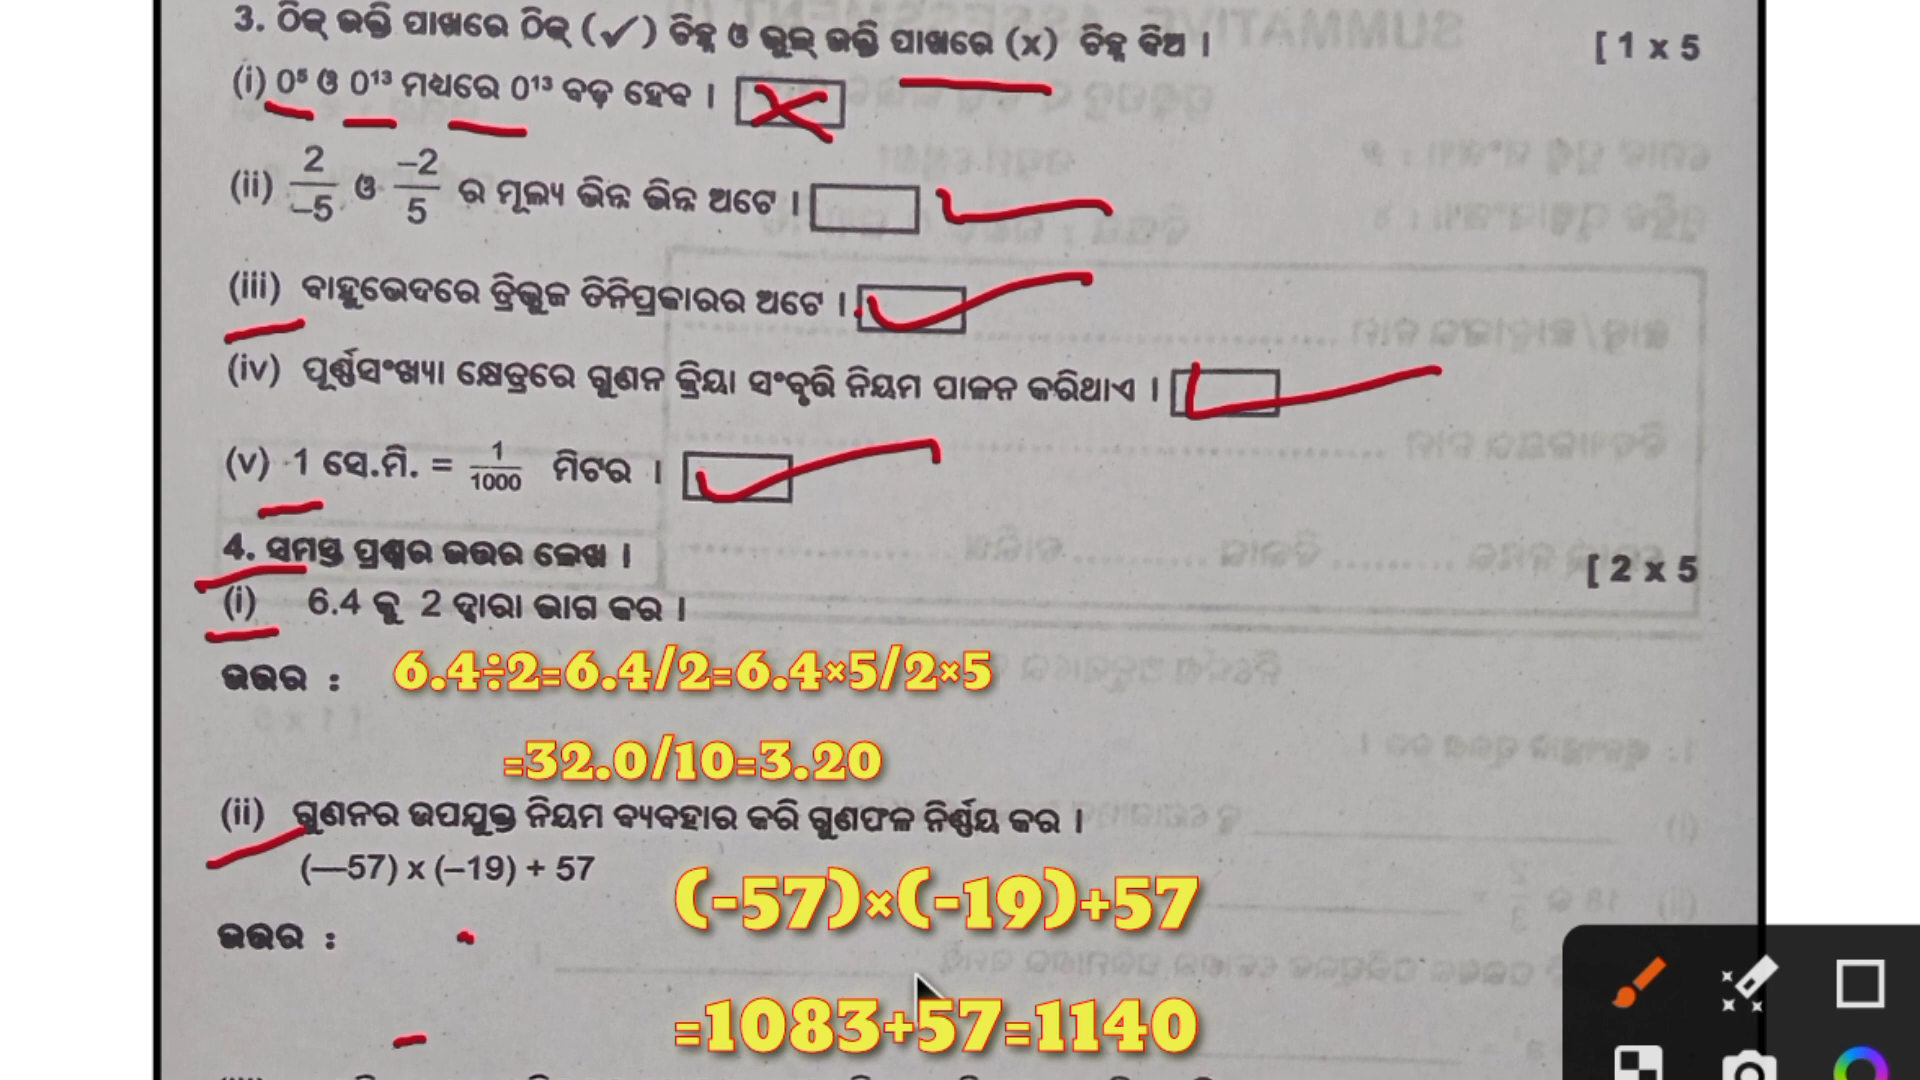 3. ଠିକ୍ ଉକ୍ତି ପାଖରେ ଠିକ୍ (✓) ଚିହ୍ନ ଓ ଭୁଲ୍ ଉକ୍ତି ପାଖରେ (x) ଚିହ୍ନ ଦିଅ । [ 1 x 5
(i) 0⁵ ଓ 0¹³ ମଧ୍ୟରେ 0¹³ ବଡ଼ ହେବ ।
(ii) 2/–5 ଓ –2/5 ର ମୂଲ୍ୟ ଭିନ୍ନ ଭିନ୍ନ ଅଟେ ।
(iii) ବାହୁଭେଦରେ ତ୍ରିଭୁଜ ତିନିପ୍ରକାରର ଅଟେ ।
(iv) ପୂର୍ଣ୍ଣସଂଖ୍ୟା କ୍ଷେତ୍ରରେ ଗୁଣନ କ୍ରିୟା ସଂବୃତ୍ତି ନିୟମ ପାଳନ କରିଥାଏ ।
(v) 1 ସେ.ମି. = 1/1000 ମିଟର ।
4. ସମସ୍ତ ପ୍ରଶ୍ନର ଉତ୍ତର ଲେଖ । [ 2 x 5
(i) 6.4 କୁ 2 ଦ୍ଵାରା ଭାଗ କର ।
ଉତ୍ତର : 6.4÷2=6.4/2=6.4×5/2×5
=32.0/10=3.20
(ii) ଗୁଣନର ଉପଯୁକ୍ତ ନିୟମ ବ୍ୟବହାର କରି ଗୁଣଫଳ ନିର୍ଣ୍ଣୟ କର ।
(—57) x (–19) + 57
(-57)×(-19)+57
ଉତ୍ତର :
=1083+57=1140